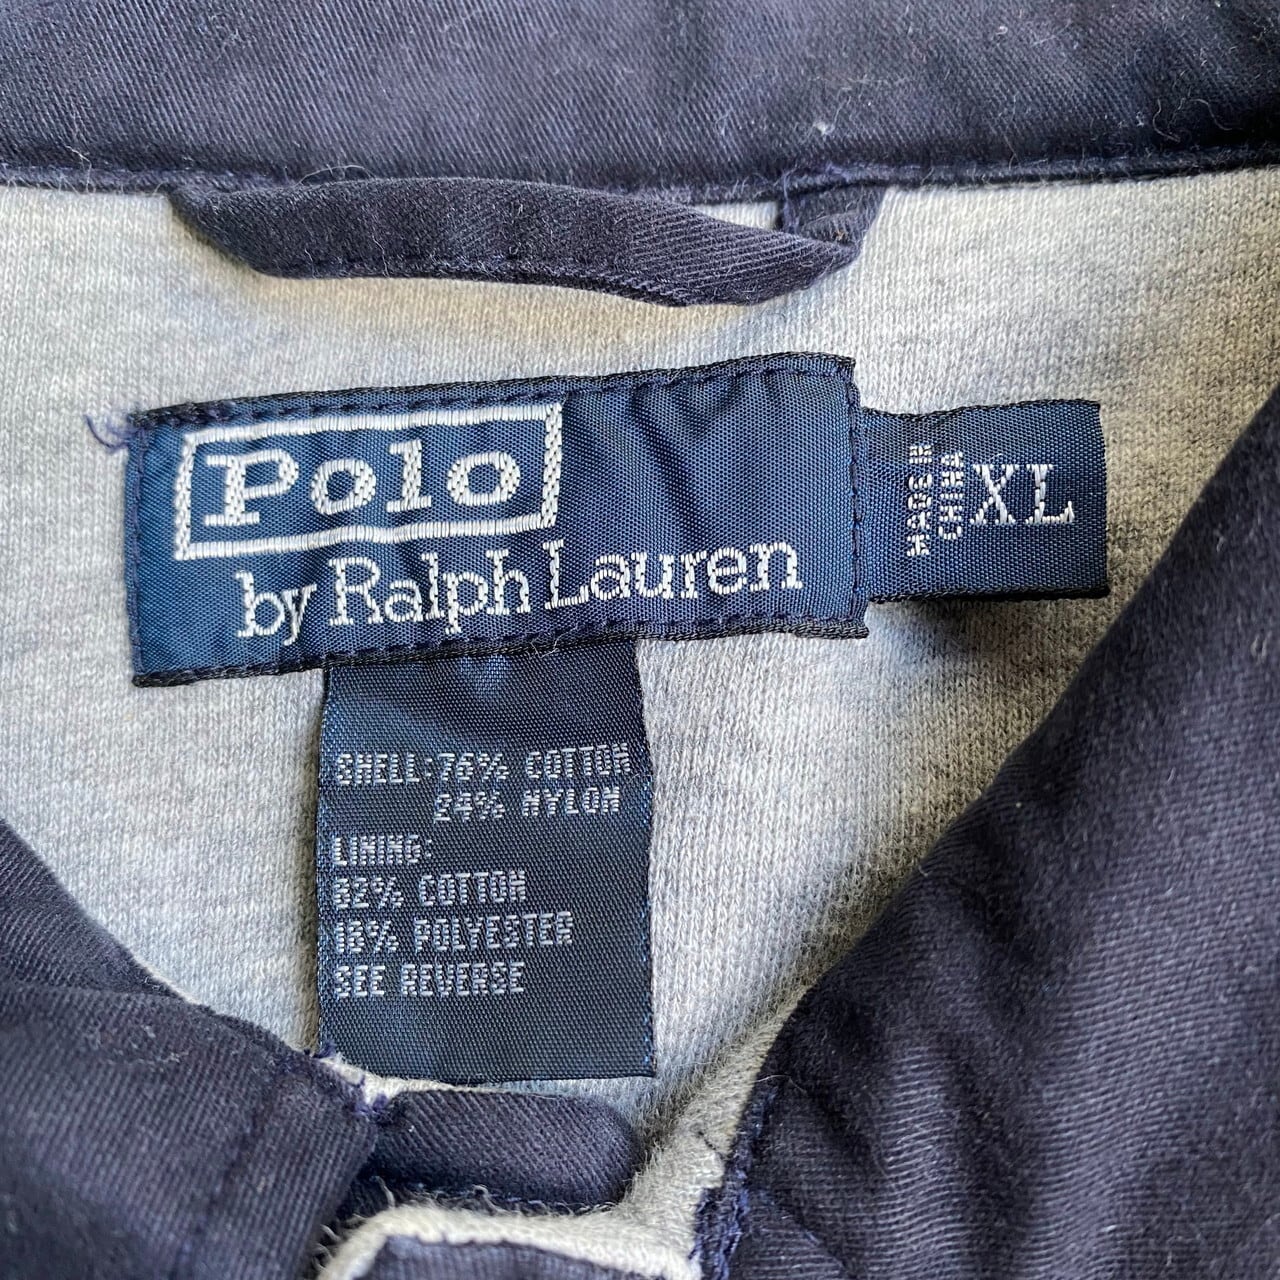 Polo
by Ralph Lauren
MADE IN
CHINA
XL
SHELL:76% COTTON
24% NYLON
LINING:
82% COTTON
18% POLYESTER
SEE REVERSE